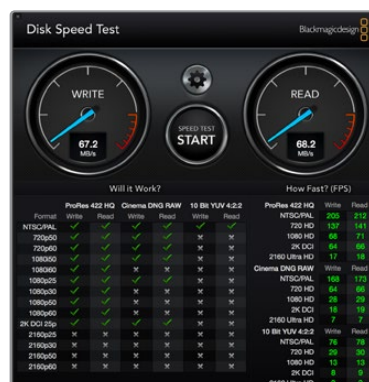 Disk Speed Test
Blackmagicdesign
WRITE
67.2
MB/s
SPEED TEST
START
READ
68.2
MB/s
Will it Work?
ProRes 422 HQ Cinema DNG RAW 10 Bit YUV 4:2:2
Format Write Read Write Read Write Read
NTSC/PAL
720p50
720p60
1080i50
1080i60
1080p25
1080p30
1080p50
1080p60
2K DCI 25p
2160p25
2160p30
2160p50
2160p60
How Fast? (FPS)
ProRes 422 HQ Write Read
NTSC/PAL 205 212
720 HD 137 141
1080 HD 68 71
2K DCI 64 66
2160 Ultra HD 17 18
Cinema DNG RAW Write Read
NTSC/PAL 168 173
720 HD 64 66
1080 HD 28 29
2K DCI 18 19
2160 Ultra HD 7 7
10 Bit YUV 4:2:2 Write Read
NTSC/PAL 76 78
720 HD 29 30
1080 HD 13 13
2K DCI 8 9